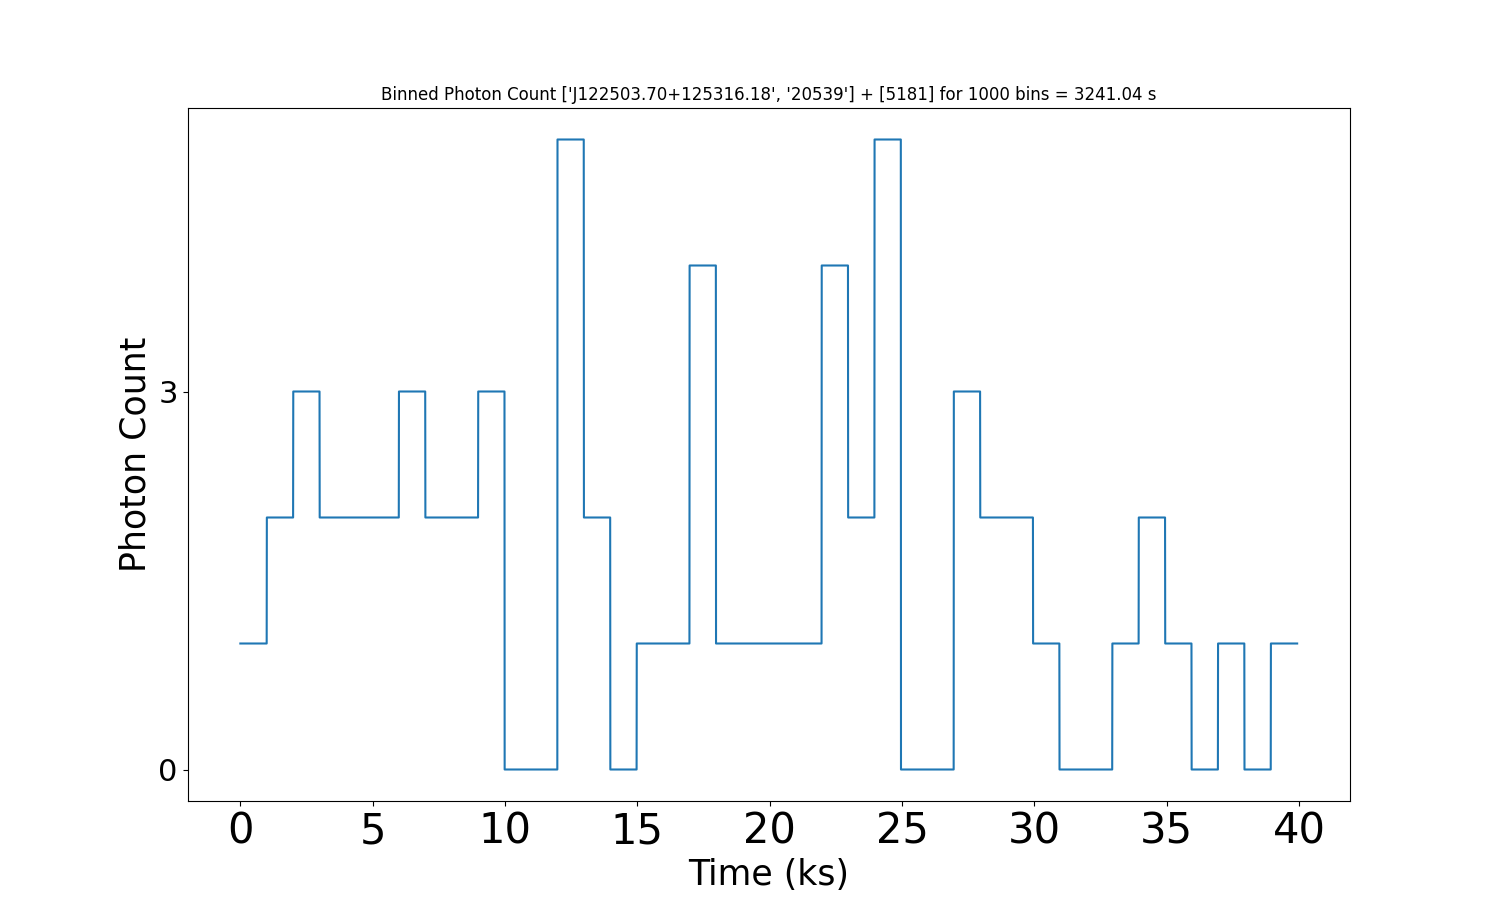 Binned Photon Count ['J122503.70+125316.18', '20539'] + [5181] for 1000 bins = 3241.04 s
Photon Count
3
0
0 5 10 15 20 25 30 35 40
Time (ks)